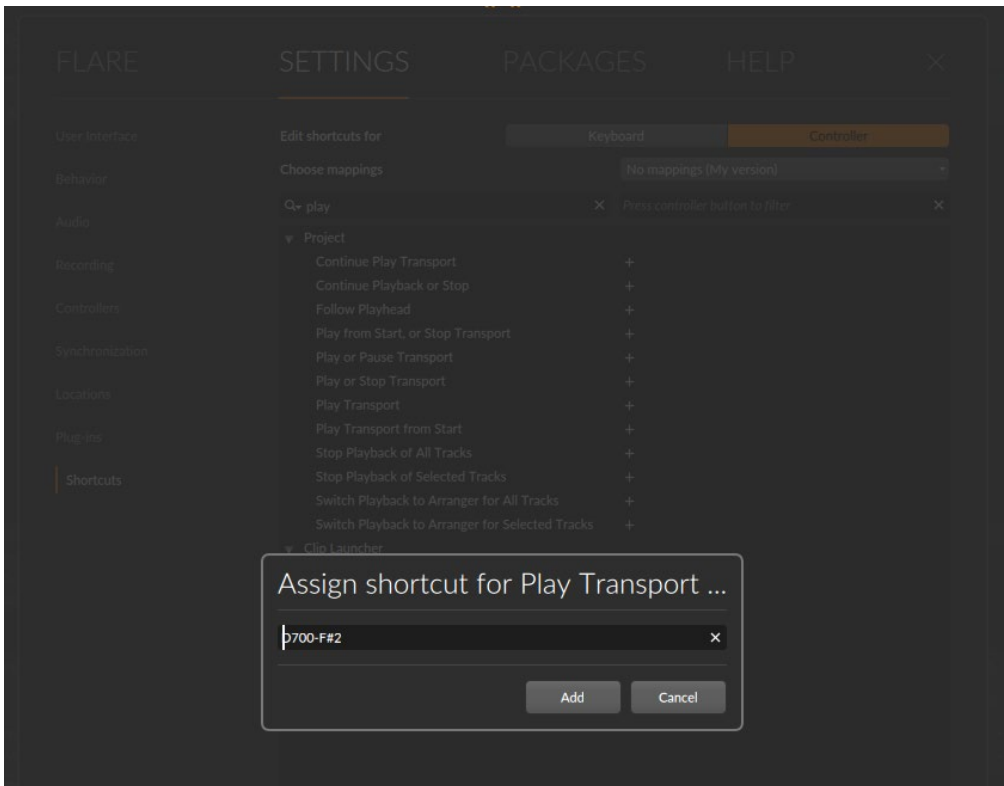 FLARE SETTINGS PACKAGES HELP ×
User Interface
Behavior
Audio
Recording
Controllers
Synchronization
Locations
Plug-ins
Shortcuts
Edit shortcuts for Keyboard Controller
Choose mappings No mappings (My version)
play × Press controller button to filter ×
Project
Continue Play Transport +
Continue Playback or Stop +
Follow Playhead +
Play from Start, or Stop Transport +
Play or Pause Transport +
Play or Stop Transport +
Play Transport +
Play Transport from Start +
Stop Playback of All Tracks +
Stop Playback of Selected Tracks +
Switch Playback to Arranger for All Tracks +
Switch Playback to Arranger for Selected Tracks +
Clip Launcher
Assign shortcut for Play Transport ...
D700-F#2 ×
Add Cancel